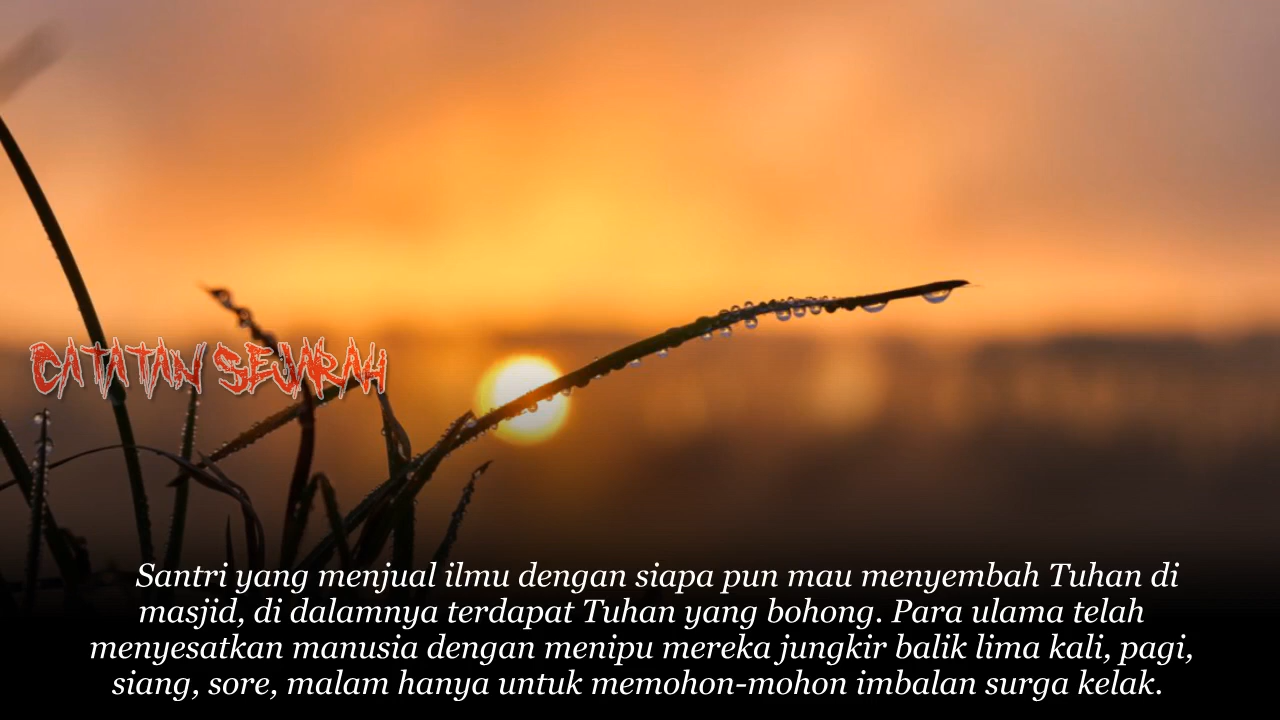 CATATAN SEJARAH
Santri yang menjual ilmu dengan siapa pun mau menyembah Tuhan di
masjid, di dalamnya terdapat Tuhan yang bohong. Para ulama telah
menyesatkan manusia dengan menipu mereka jungkir balik lima kali, pagi,
siang, sore, malam hanya untuk memohon-mohon imbalan surga kelak.